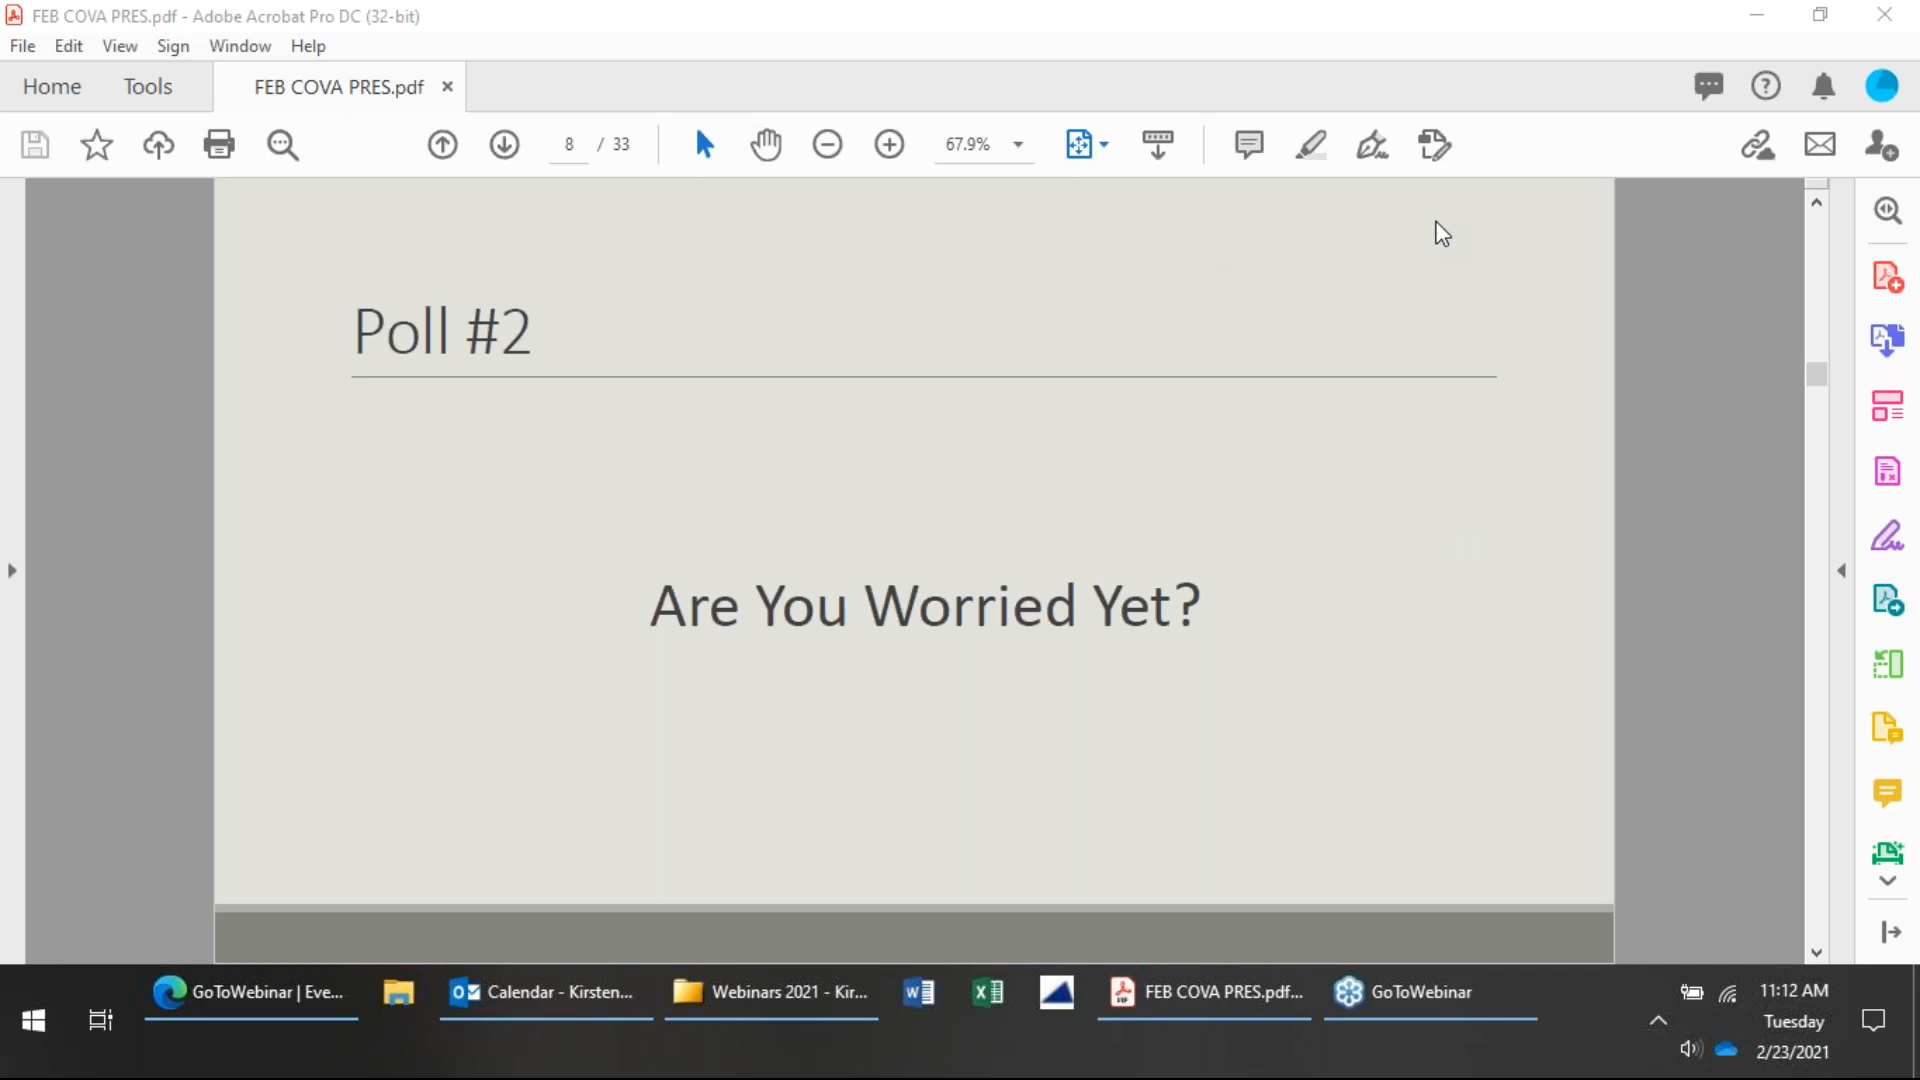 FEB COVA PRES.pdf - Adobe Acrobat Pro DC (32-bit)
File Edit View Sign Window Help
Home Tools FEB COVA PRES.pdf ×
8 / 33 67.9%
Poll #2
Are You Worried Yet?
GoToWebinar | Eve... Calendar - Kirsten... Webinars 2021 - Kir... FEB COVA PRES.pdf... GoToWebinar
11:12 AM
Tuesday
2/23/2021